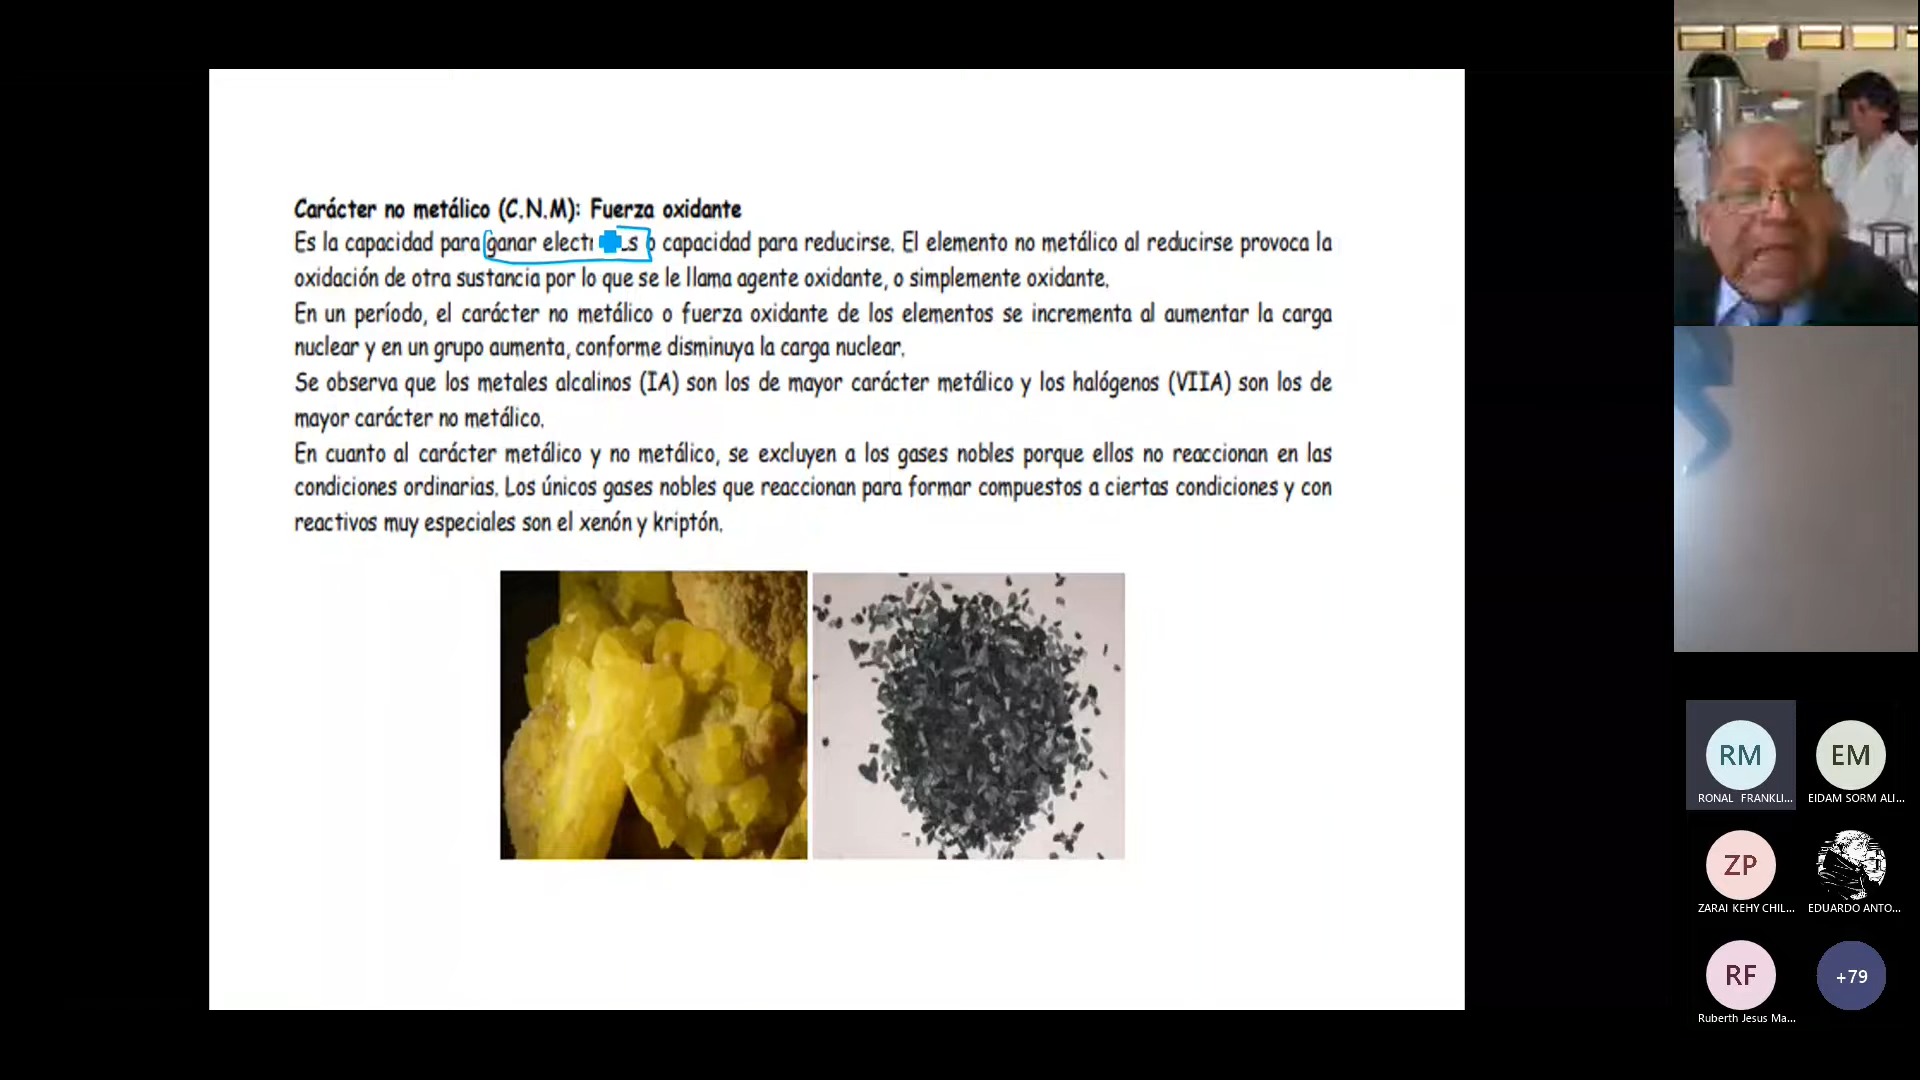 Carácter no metálico (C.N.M): Fuerza oxidante
Es la capacidad para ganar o capacidad para reducirse. El elemento no metálico al reducirse provoca la
oxidación de otra sustancia por lo que se le llama agente oxidante, o simplemente oxidante.
En un período, el carácter no metálico o fuerza oxidante de los elementos se incrementa al aumentar la carga
nuclear y en un grupo aumenta, conforme disminuya la carga nuclear.
Se observa que los metales alcalinos (IA) son los de mayor carácter metálico y los halógenos (VIIA) son los de
mayor carácter no metálico.
En cuanto al carácter metálico y no metálico, se excluyen a los gases nobles porque ellos no reaccionan en las
condiciones ordinarias. Los únicos gases nobles que reaccionan para formar compuestos a ciertas condiciones y con
reactivos muy especiales son el xenón y kriptón.
RM
RONAL FRANKLI...
EM
EIDAM SORM ALI...
ZP
ZARAI KEHY CHIL...
EDUARDO ANTO...
RF
Ruberth Jesus Ma...
+79